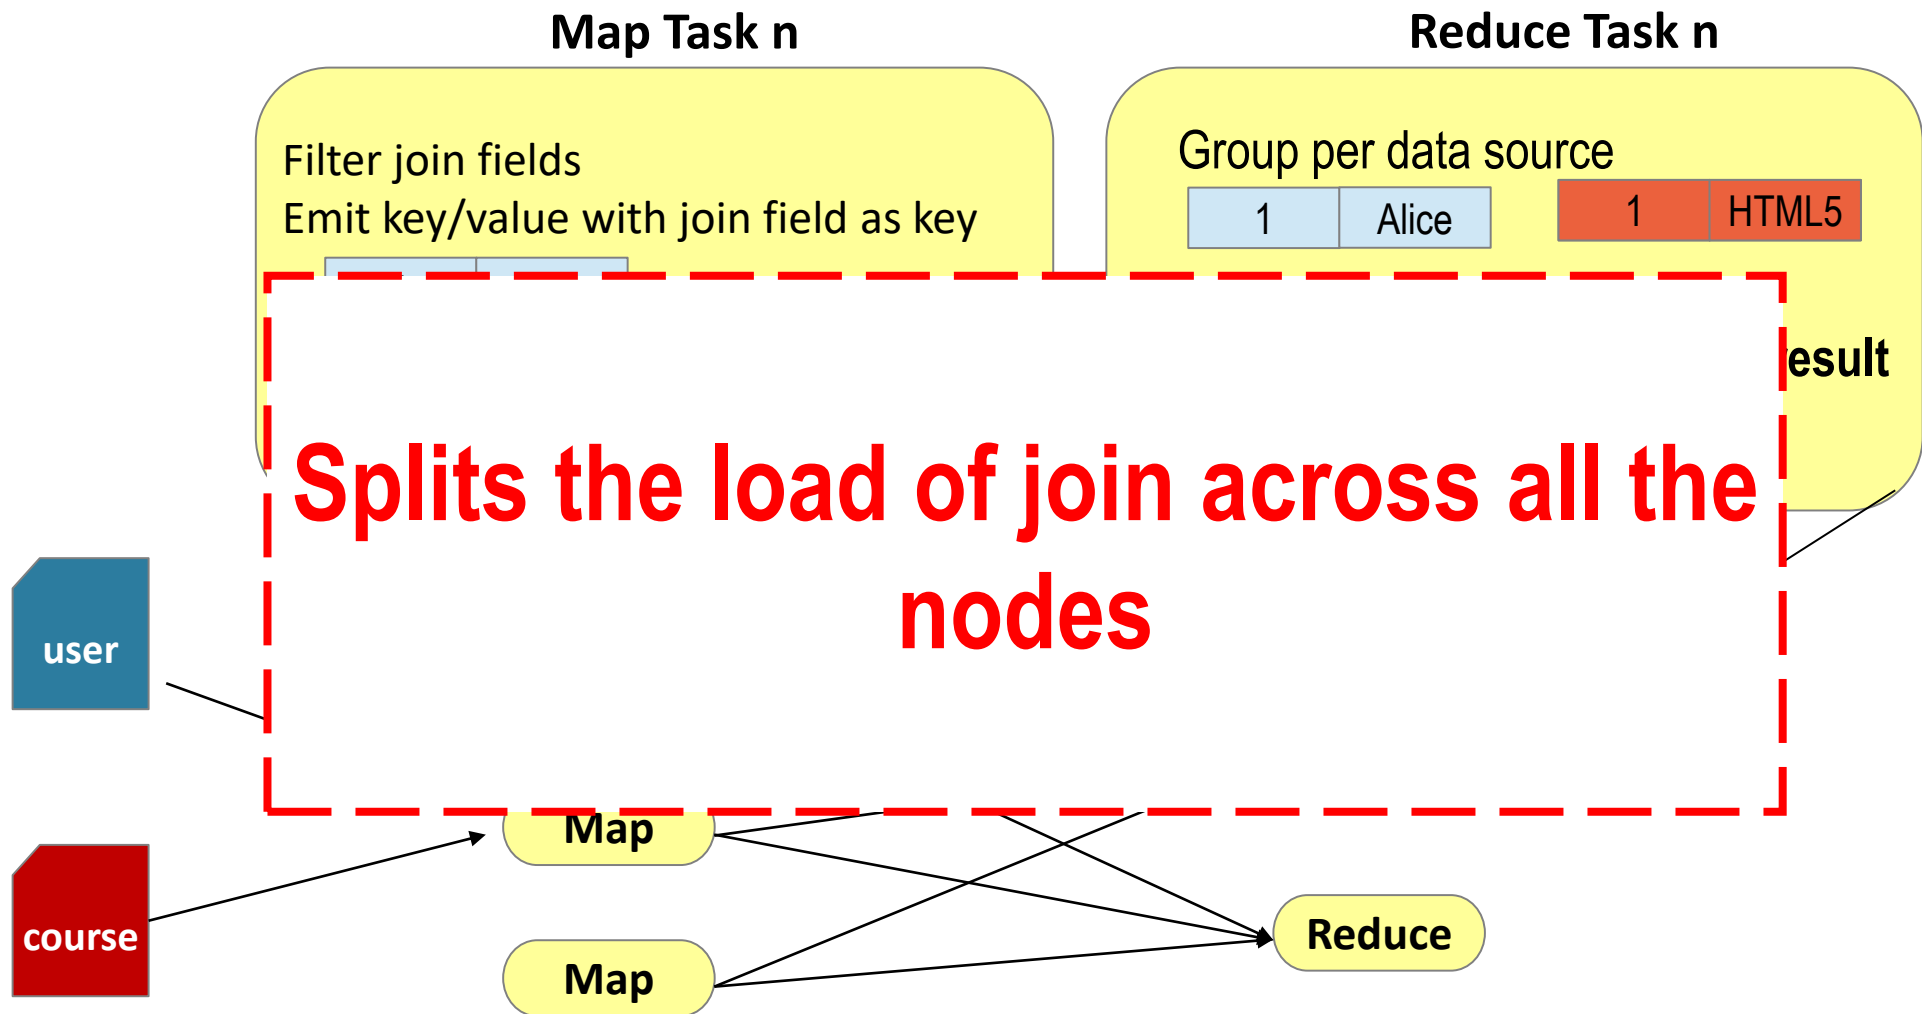 Map Task n
Reduce Task n
Filter join fields
Emit key/value with join field as key
Group per data source
1 Alice
1 HTML5
Splits the load of join across all the
nodes
user
course
Map
Map
Reduce